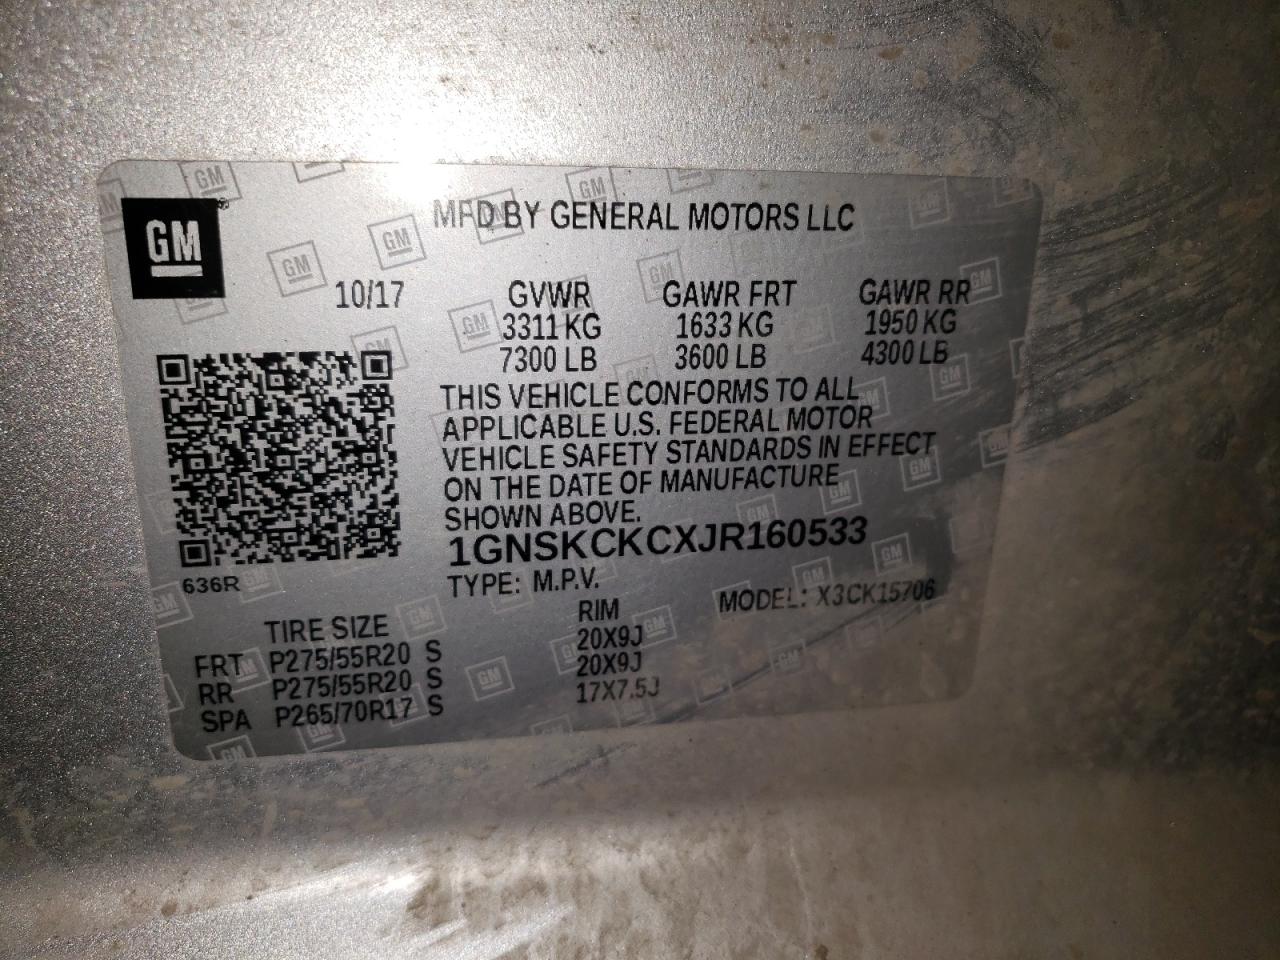 GM
MFD BY GENERAL MOTORS LLC
10/17 GVWR GAWR FRT GAWR RR
3311 KG 1633 KG 1950 KG
7300 LB 3600 LB 4300 LB
THIS VEHICLE CONFORMS TO ALL
APPLICABLE U.S. FEDERAL MOTOR
VEHICLE SAFETY STANDARDS IN EFFECT
ON THE DATE OF MANUFACTURE
SHOWN ABOVE.
1GNSKCKCXJR160533
636R
TYPE: M.P.V. MODEL: X3CK15706
TIRE SIZE RIM
FRT P275/55R20 S 20X9J
RR P275/55R20 S 20X9J
SPA P265/70R17 S 17X7.5J